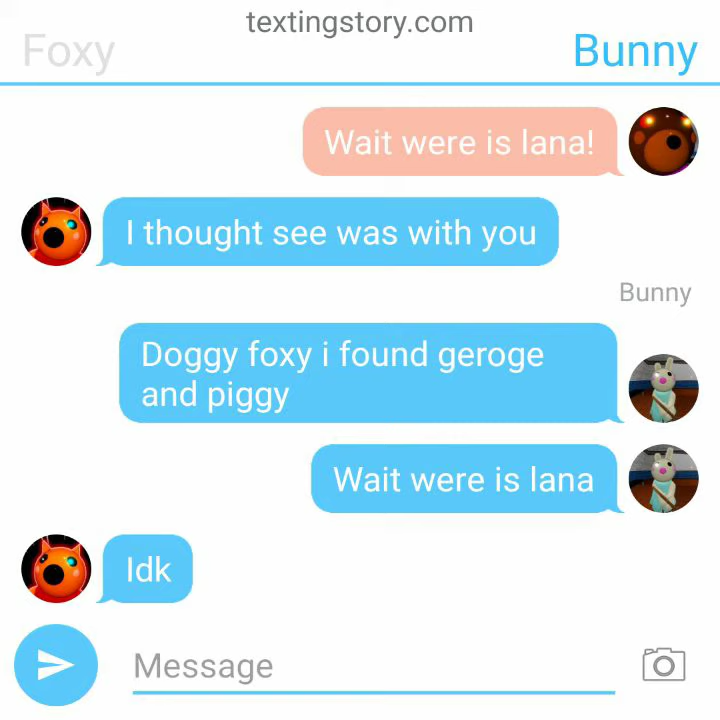 textingstory.com
Foxy
Bunny
Wait were is lana!
I thought see was with you
Bunny
Doggy foxy i found geroge
and piggy
Wait were is lana
Idk
Message